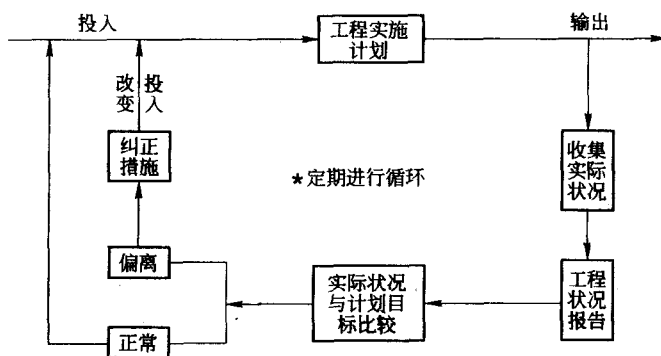 投入
工程实施
计划
输出
改变
投入
纠正
措施
收集
实际
状况
*定期进行循环
偏离
实际状况
与计划目
标比较
工程
状况
报告
正常